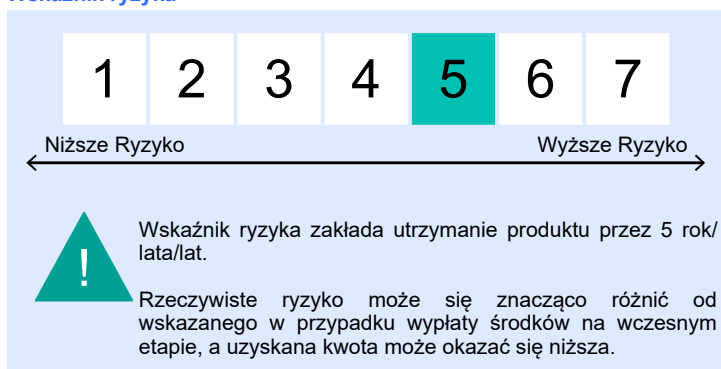 1 2 3 4 5 6 7
Niższe Ryzyko Wyższe Ryzyko
!
Wskaźnik ryzyka zakłada utrzymanie produktu przez 5 rok/
lata/lat.
Rzeczywiste ryzyko może się znacząco różnić od
wskazanego w przypadku wypłaty środków na wczesnym
etapie, a uzyskana kwota może okazać się niższa.